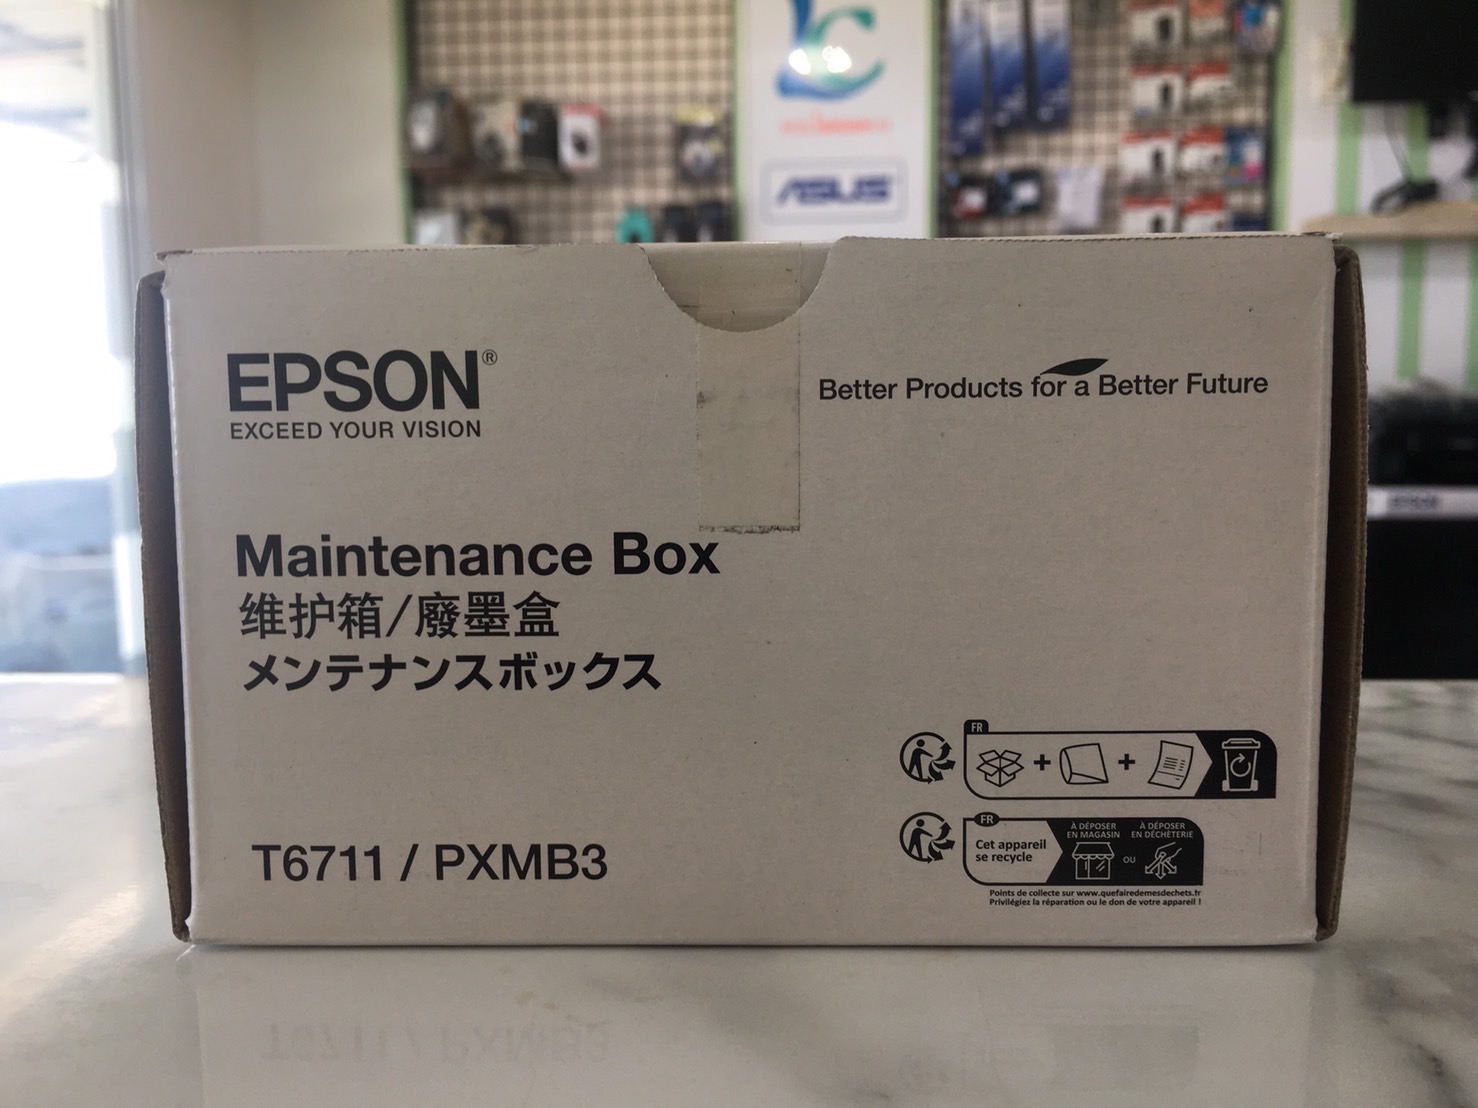 LC
ASUS
EPSON®
EXCEED YOUR VISION
Better Products for a Better Future
Maintenance Box
维护箱/廢墨盒
メンテナンスボックス
T6711 / PXMB3
FR
FR
Cet appareil
se recycle
À DÉPOSER
EN MAGASIN
OU
À DÉPOSER
EN DÉCHÈTERIE
Points de collecte sur www.quefairedemesdechets.fr
Privilégiez la réparation ou le don de votre appareil !
EPSON